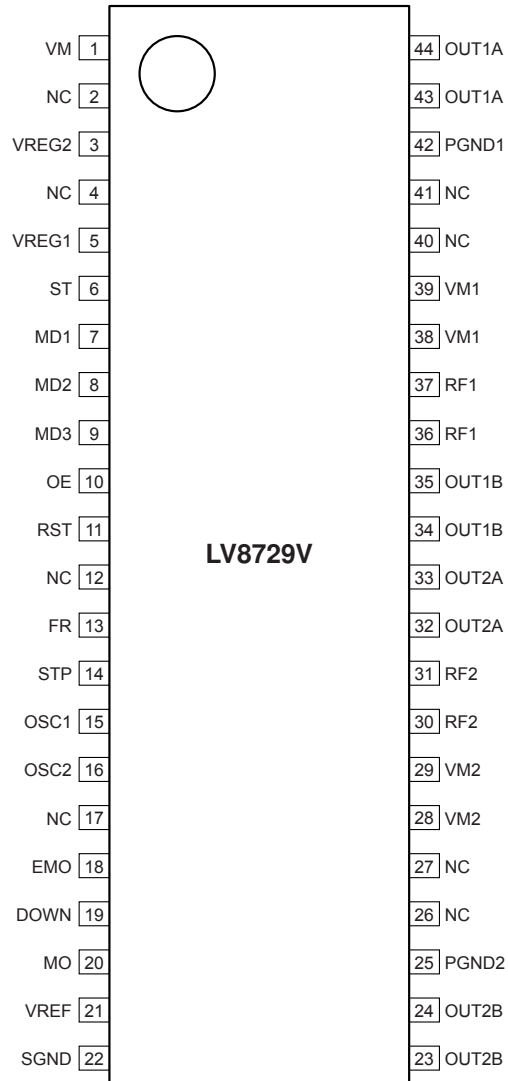 VM 1 44 OUT1A
NC 2 43 OUT1A
VREG2 3 42 PGND1
NC 4 41 NC
VREG1 5 40 NC
ST 6 39 VM1
MD1 7 38 VM1
MD2 8 37 RF1
MD3 9 36 RF1
OE 10 35 OUT1B
RST 11 34 OUT1B
LV8729V
NC 12 33 OUT2A
FR 13 32 OUT2A
STP 14 31 RF2
OSC1 15 30 RF2
OSC2 16 29 VM2
NC 17 28 VM2
EMO 18 27 NC
DOWN 19 26 NC
MO 20 25 PGND2
VREF 21 24 OUT2B
SGND 22 23 OUT2B